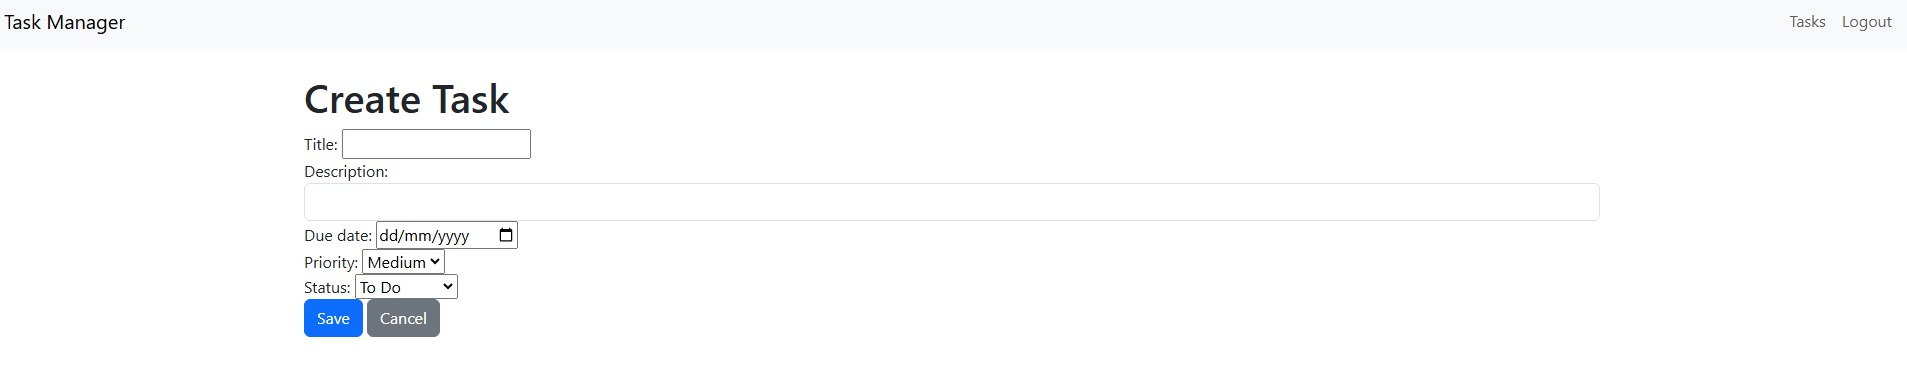 Task Manager Tasks Logout
Create Task
Title:
Description:
Due date: dd/mm/yyyy
Priority: Medium
Status: To Do
Save Cancel